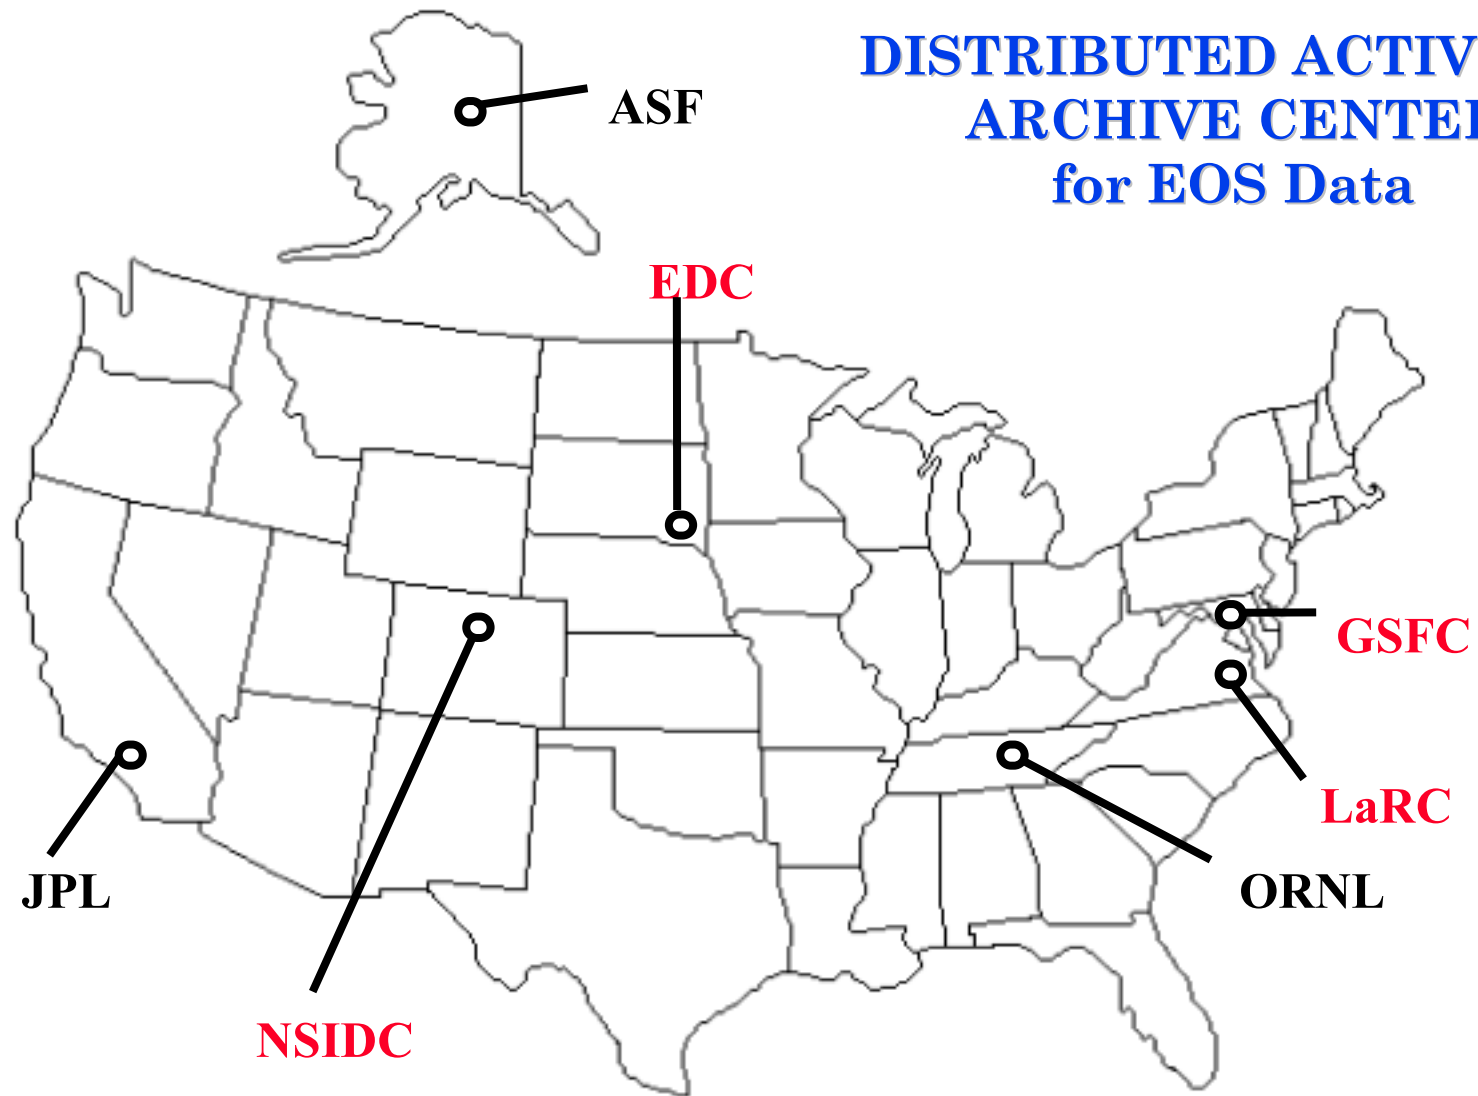 DISTRIBUTED ACTIV
ARCHIVE CENTE
for EOS Data
ASF
EDC
GSFC
LaRC
JPL
ORNL
NSIDC